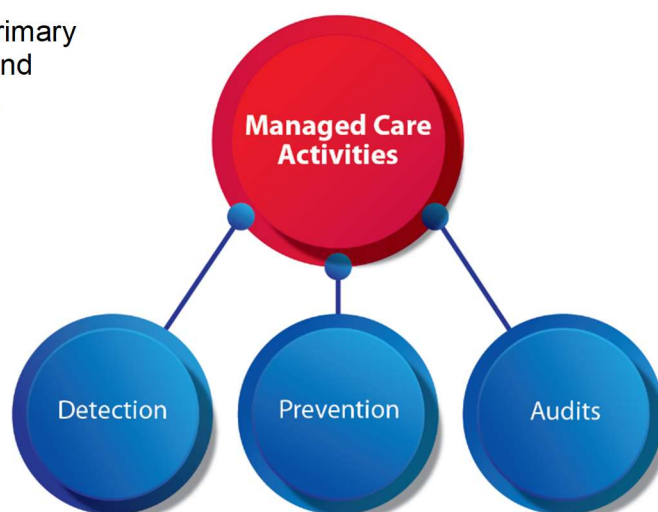 rimary
nd
Managed Care
Activities
Detection
Prevention
Audits